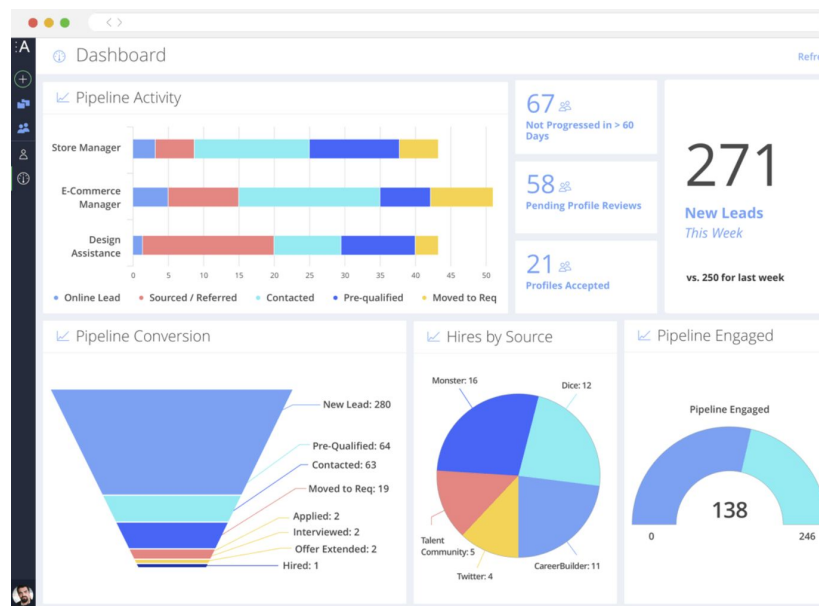 :A
Dashboard
Refre
Pipeline Activity
Store Manager
E-Commerce
Manager
Design
Assistance
0 5 10 15 20 25 30 35 40 45 50
Online Lead Sourced / Referred Contacted Pre-qualified Moved to Req
67
Not Progressed in > 60
Days
58
Pending Profile Reviews
21
Profiles Accepted
271
New Leads
This Week
vs. 250 for last week
Pipeline Conversion
New Lead: 280
Pre-Qualified: 64
Contacted: 63
Moved to Req: 19
Applied: 2
Interviewed: 2
Offer Extended: 2
Hired: 1
Hires by Source
Monster: 16
Dice: 12
Talent
Community: 5
Twitter: 4
CareerBuilder: 11
Pipeline Engaged
Pipeline Engaged
138
0 246